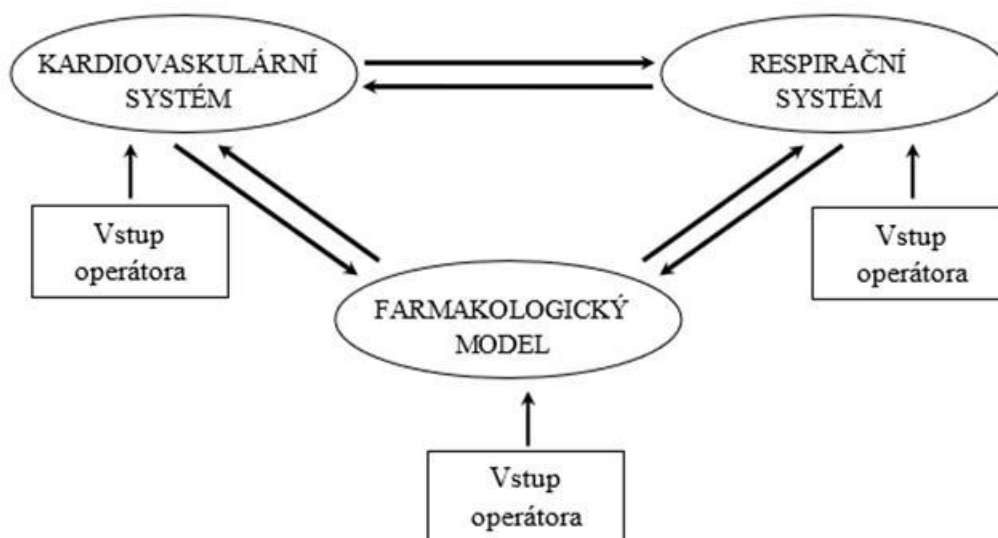 KARDIOVASKULÁRNÍ
SYSTÉM
RESPIRAČNÍ
SYSTÉM
Vstup
operátora
Vstup
operátora
FARMAKOLOGICKÝ
MODEL
Vstup
operátora